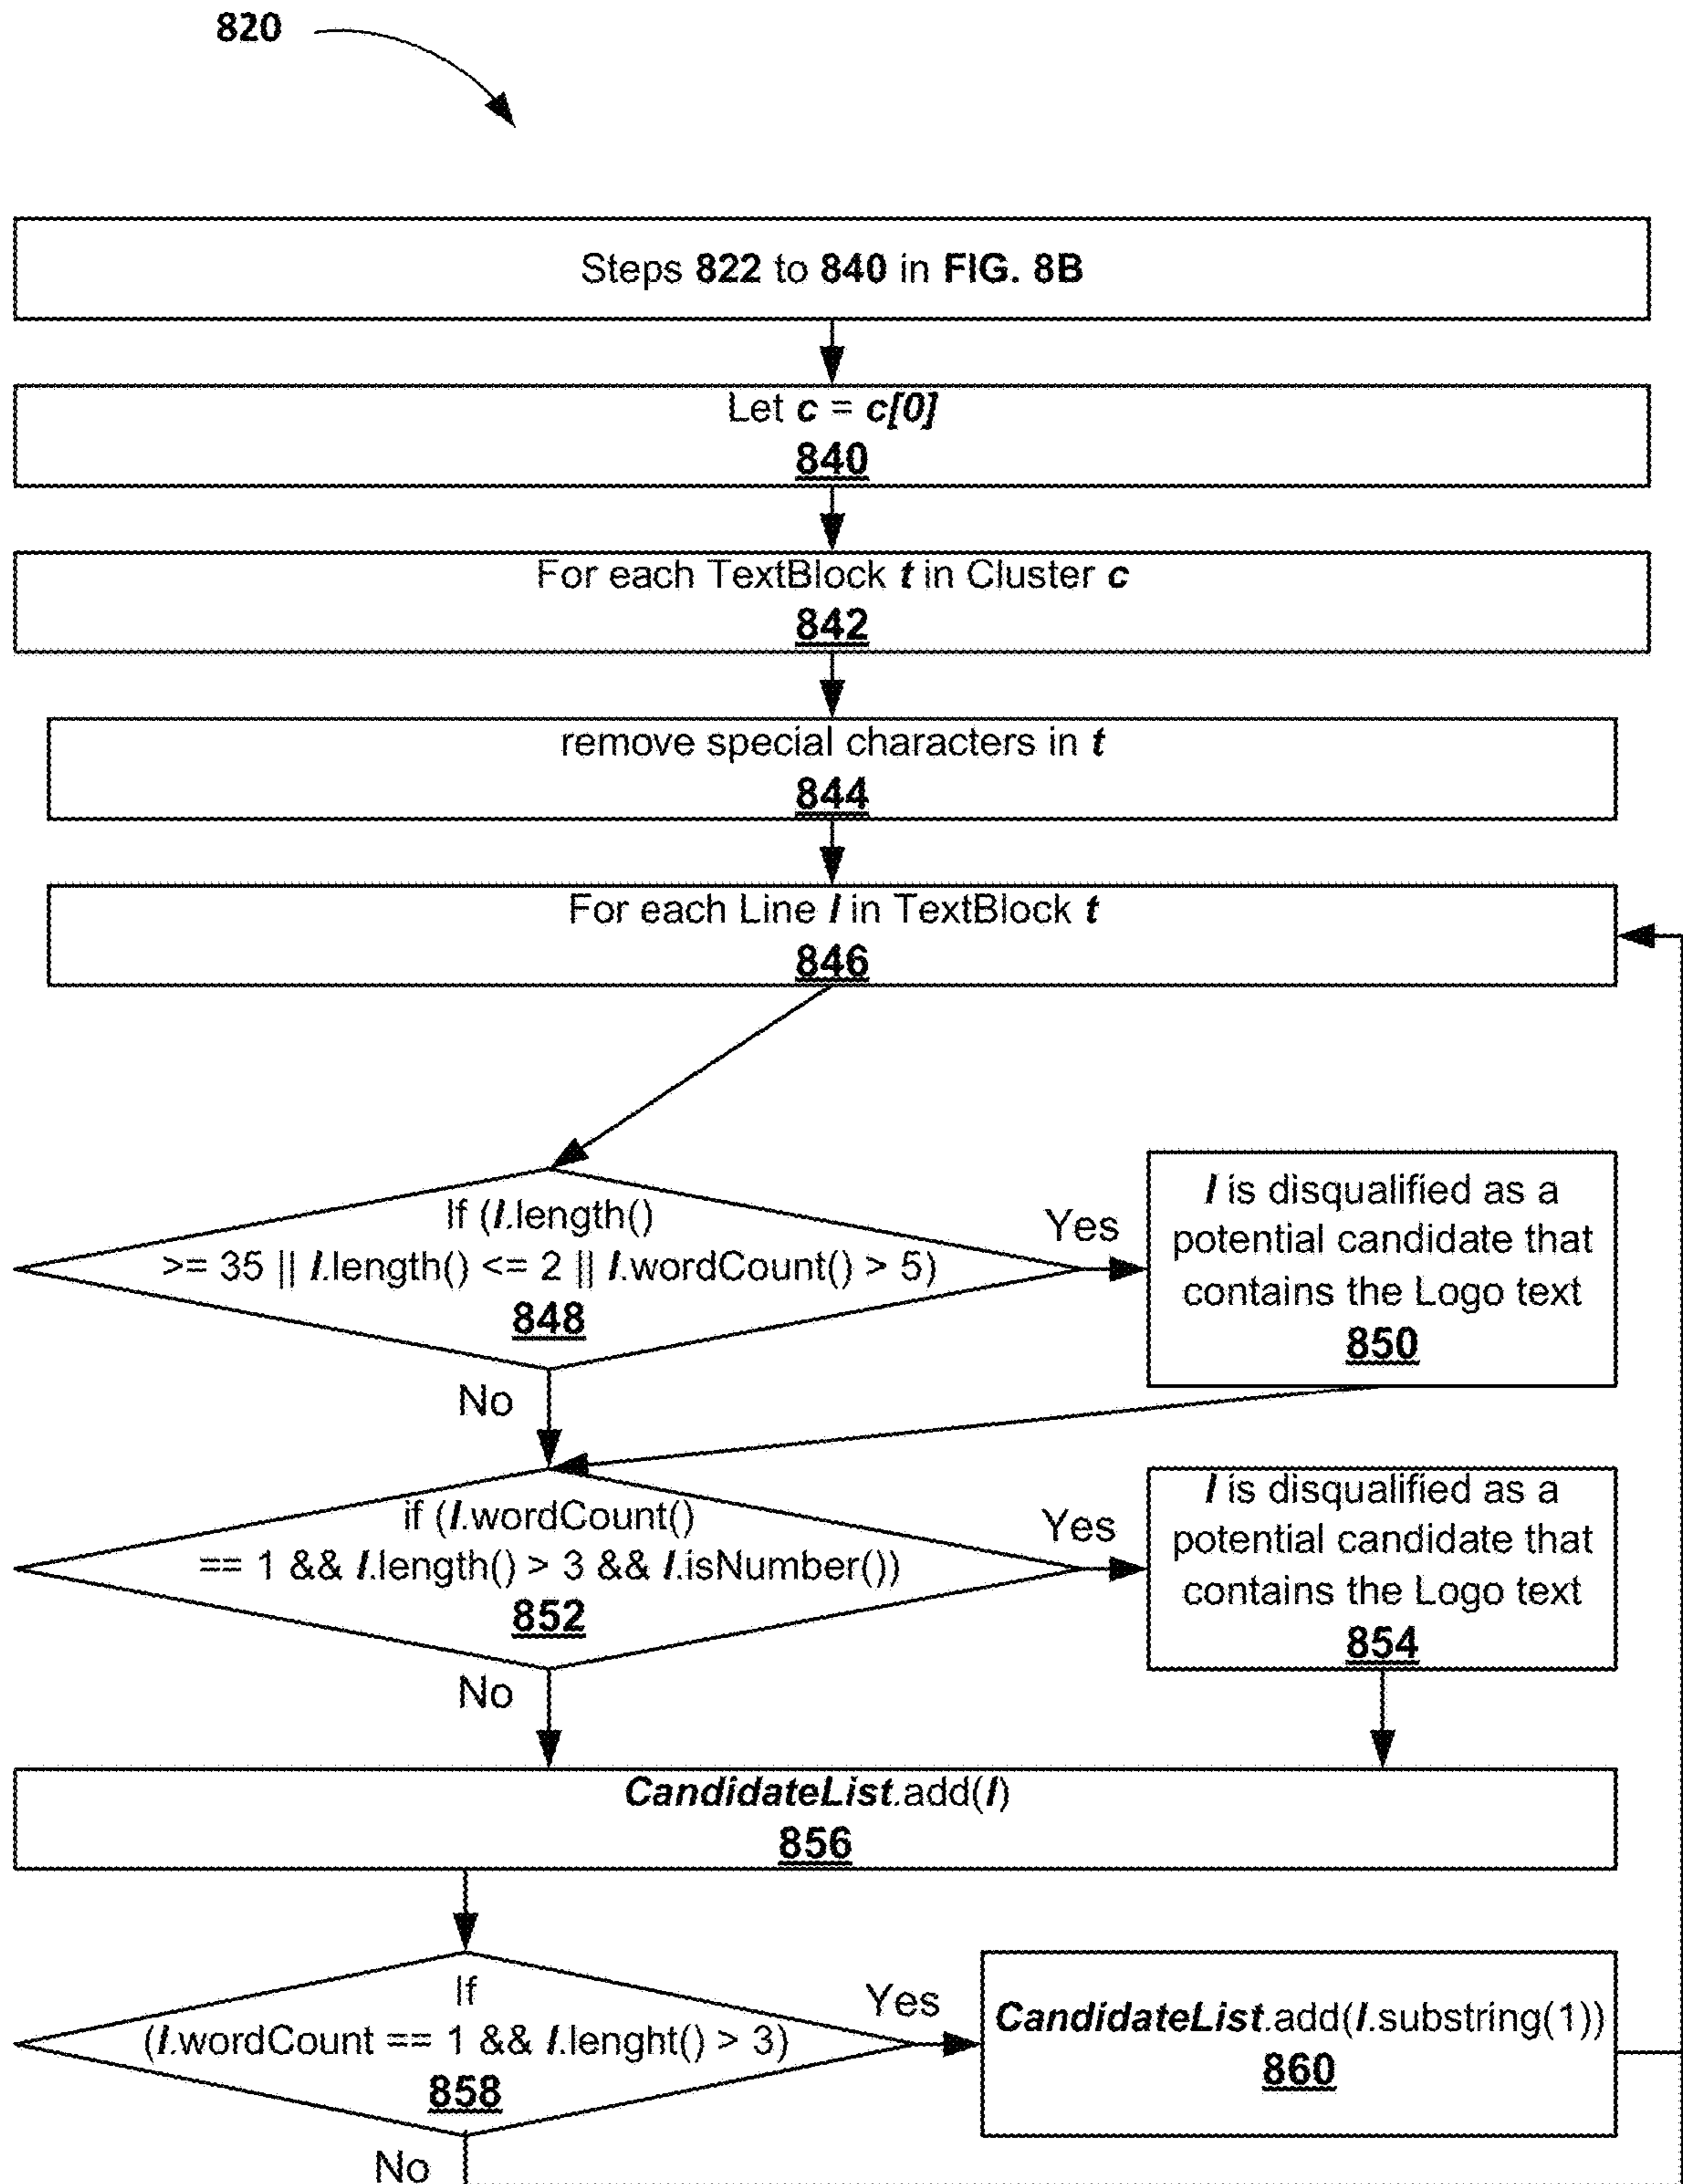 820
Steps 822 to 840 in FIG. 8B
Let c = c[0]
840
For each TextBlock t in Cluster c
842
remove special characters in t
844
For each Line l in TextBlock t
846
If (l.length()
>= 35 || l.length() <= 2 || l.wordCount() > 5)
848
Yes
l is disqualified as a
potential candidate that
contains the Logo text
850
No
if (l.wordCount()
== 1 && l.length() > 3 && l.isNumber())
852
Yes
l is disqualified as a
potential candidate that
contains the Logo text
854
No
CandidateList.add(l)
856
If
(l.wordCount == 1 && l.lenght() > 3)
858
Yes
CandidateList.add(l.substring(1))
860
No